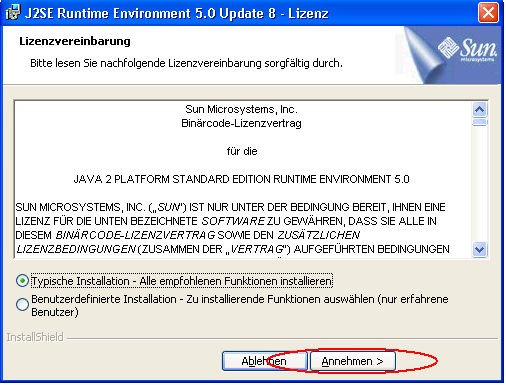 J2SE Runtime Environment 5.0 Update 8 - Lizenz
Lizenzvereinbarung
Bitte lesen Sie nachfolgende Lizenzvereinbarung sorgfältig durch.
Sun
microsystems
Sun Microsystems, Inc.
Binärcode-Lizenzvertrag
für die
JAVA 2 PLATFORM STANDARD EDITION RUNTIME ENVIRONMENT 5.0
SUN MICROSYSTEMS, INC. („SUN“) IST NUR UNTER DER BEDINGUNG BEREIT, IHNEN EINE
LIZENZ FÜR DIE UNTEN BEZEICHNETE SOFTWARE ZU GEWÄHREN, DASS SIE ALLE IN
DIESEM BINÄRCODE-LIZENZVERTRAG SOWIE DEN ZUSÄTZLICHEN
LIZENZBEDINGUNGEN (ZUSAMMEN DER „VERTRAG“) AUFGEFÜHRTEN BEDINGUNGEN
Typische Installation - Alle empfohlenen Funktionen installieren
Benutzerdefinierte Installation - Zu installierende Funktionen auswählen (nur erfahrene
Benutzer)
InstallShield
Ablehnen
Annehmen >